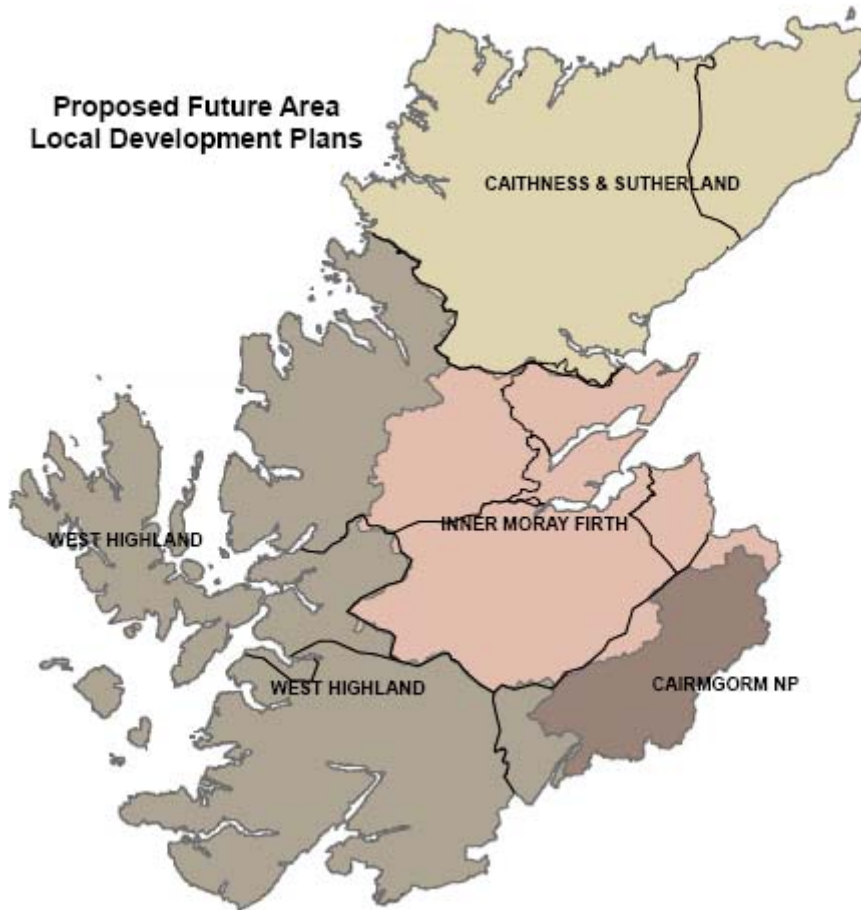 Proposed Future Area
Local Development Plans
CAITHNESS & SUTHERLAND
INNER MORAY FIRTH
WEST HIGHLAND
WEST HIGHLAND
CAIRMGORM NP